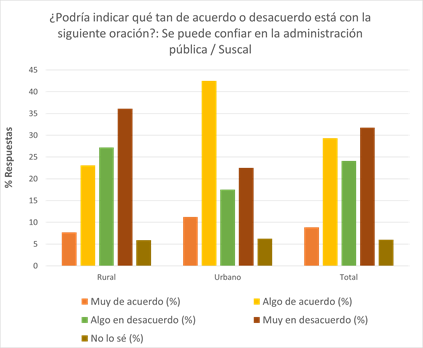 ¿Podría indicar qué tan de acuerdo o desacuerdo está con la
siguiente oración?: Se puede confiar en la administración
pública / Suscal
45
40
35
30
25
20
15
10
5
0
% Respuestas
Rural Urbano Total
Muy de acuerdo (%) Algo de acuerdo (%)
Algo en desacuerdo (%) Muy en desacuerdo (%)
No lo sé (%)